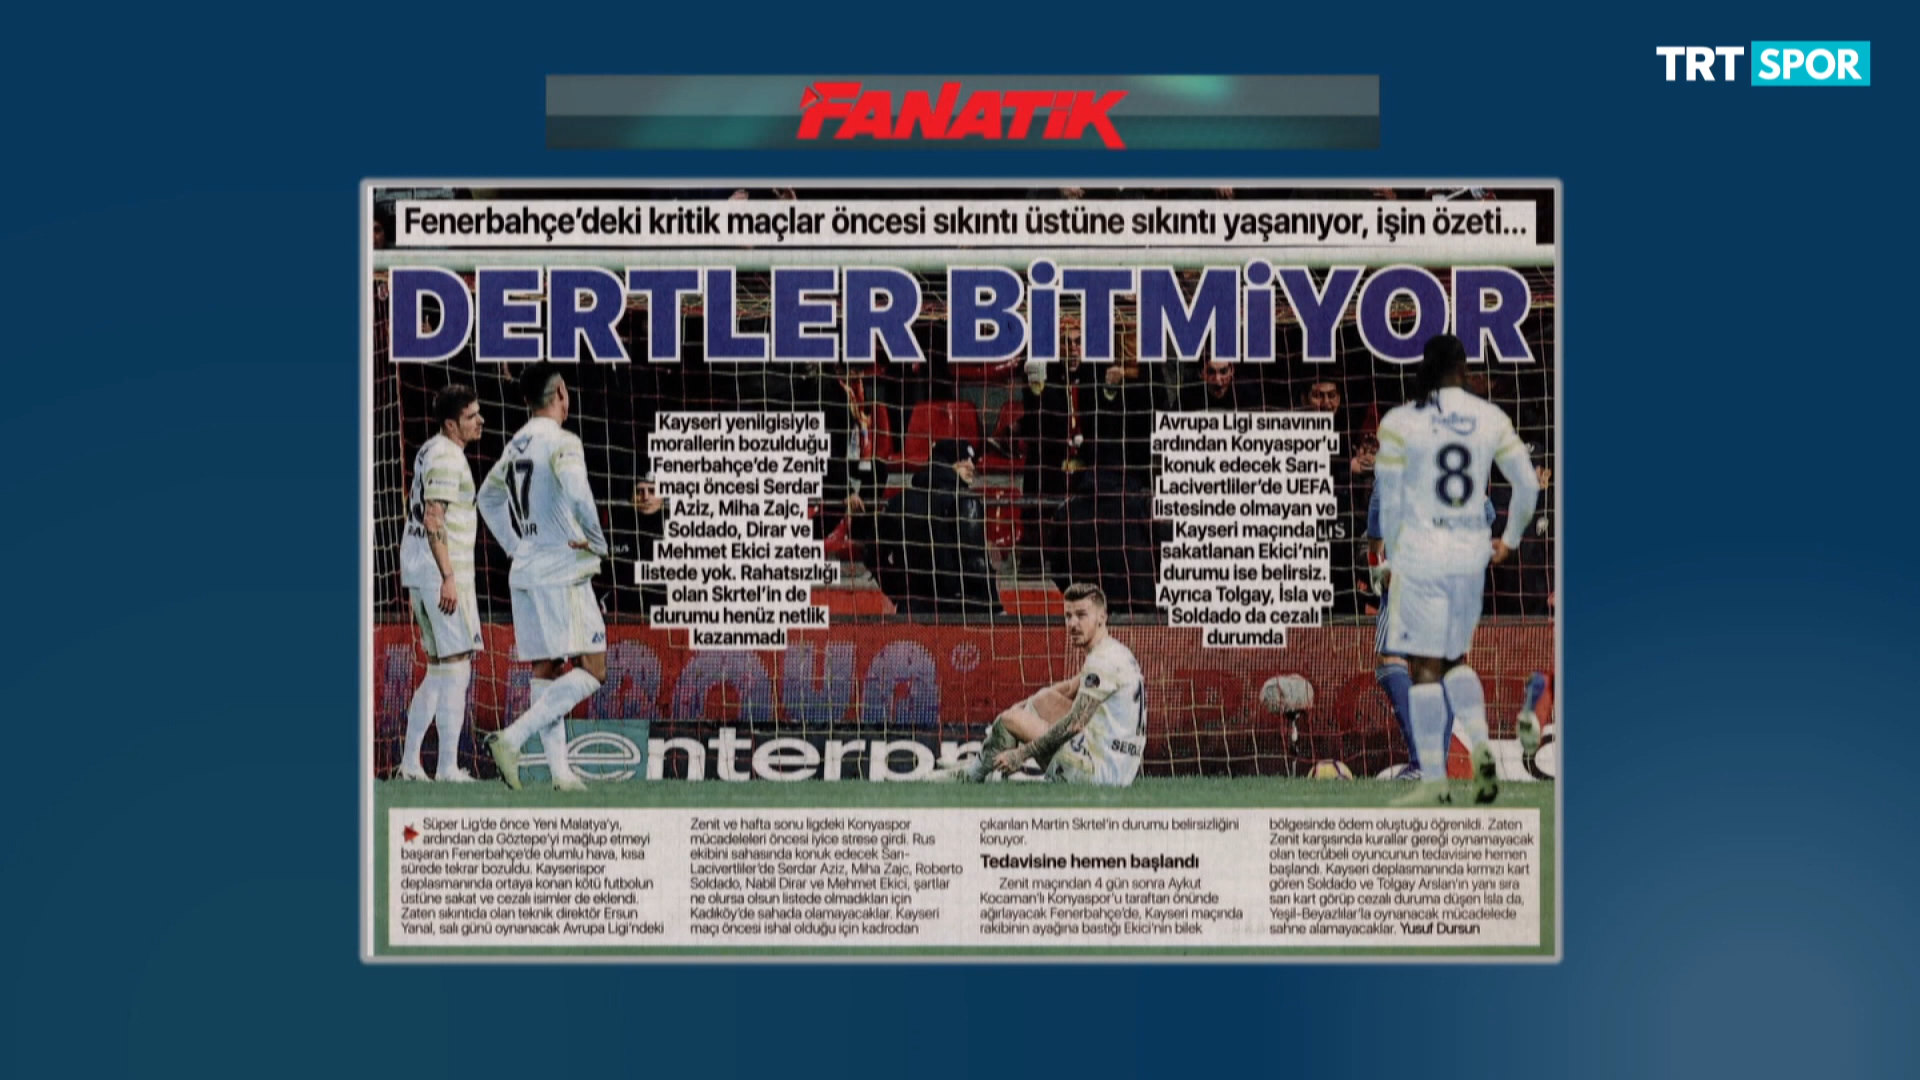 TRT SPOR
FANATiK
Fenerbahçe’deki kritik maçlar öncesi sıkıntı üstüne sıkıntı yaşanıyor, işin özeti...
DERTLER BiTMiYOR
Kayseri yenilgisiyle
morallerin bozulduğu
Fenerbahçe’de Zenit
maçı öncesi Serdar
Aziz, Miha Zajc,
Soldado, Dirar ve
Mehmet Ekici zaten
listede yok. Rahatsızlığı
olan Skrtel’in de
durumu henüz netlik
kazanmadı
Avrupa Ligi sınavının
ardından Konyaspor’u
konuk edecek Sarı-
Lacivertliler’de UEFA
listesinde olmayan ve
Kayseri maçında
sakatlanan Ekici’nin
durumu ise belirsiz.
Ayrıca Tolgay, İsla ve
Soldado da cezalı
durumda
17
8
enterpr
Süper Lig’de önce Yeni Malatya’yı,
ardından da Göztepe’yi mağlup etmeyi
başaran Fenerbahçe’de olumlu hava, kısa
sürede tekrar bozuldu. Kayserispor
deplasmanında ortaya konan kötü futbolun
üstüne sakat ve cezalı isimler de eklendi.
Zaten sıkıntıda olan teknik direktör Ersun
Yanal, salı günü oynanacak Avrupa Ligi’ndeki
Zenit ve hafta sonu ligdeki Konyaspor
mücadeleleri öncesi iyice strese girdi. Rus
ekibini sahasında konuk edecek Sarı-
Lacivertliler’de Serdar Aziz, Miha Zajc, Roberto
Soldado, Nabil Dirar ve Mehmet Ekici, şartlar
ne olursa olsun listede olmadıkları için
Kadıköy’de sahada olamayacaklar. Kayseri
maçı öncesi ishal olduğu için kadrodan
çıkarılan Martin Skrtel’in durumu belirsizliğini
koruyor.
Tedavisine hemen başlandı
Zenit maçından 4 gün sonra Aykut
Kocaman’lı Konyaspor’u taraftarı önünde
ağırlayacak Fenerbahçe’de, Kayseri maçında
rakibinin ayağına bastığı Ekici’nin bilek
bölgesinde ödem oluştuğu öğrenildi. Zaten
Zenit karşısında kurallar gereği oynamayacak
olan tecrübeli oyuncunun tedavisine hemen
başlandı. Kayseri deplasmanında kırmızı kart
gören Soldado ve Tolgay Arslan’ın yanı sıra
sarı kart görüp cezalı duruma düşen İsla da,
Yeşil-Beyazlılar’la oynanacak mücadelede
sahne alamayacaklar. Yusuf Dursun